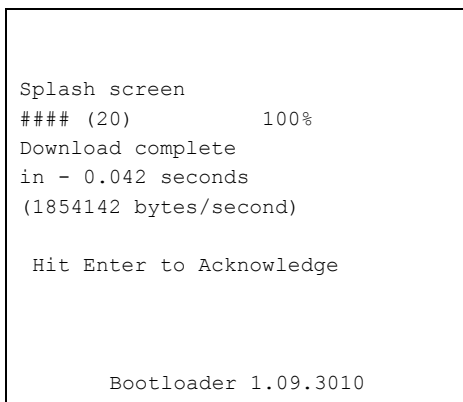 Splash screen
#### (20)          100%
Download complete
in - 0.042 seconds
(1854142 bytes/second)
Hit Enter to Acknowledge
Bootloader 1.09.3010